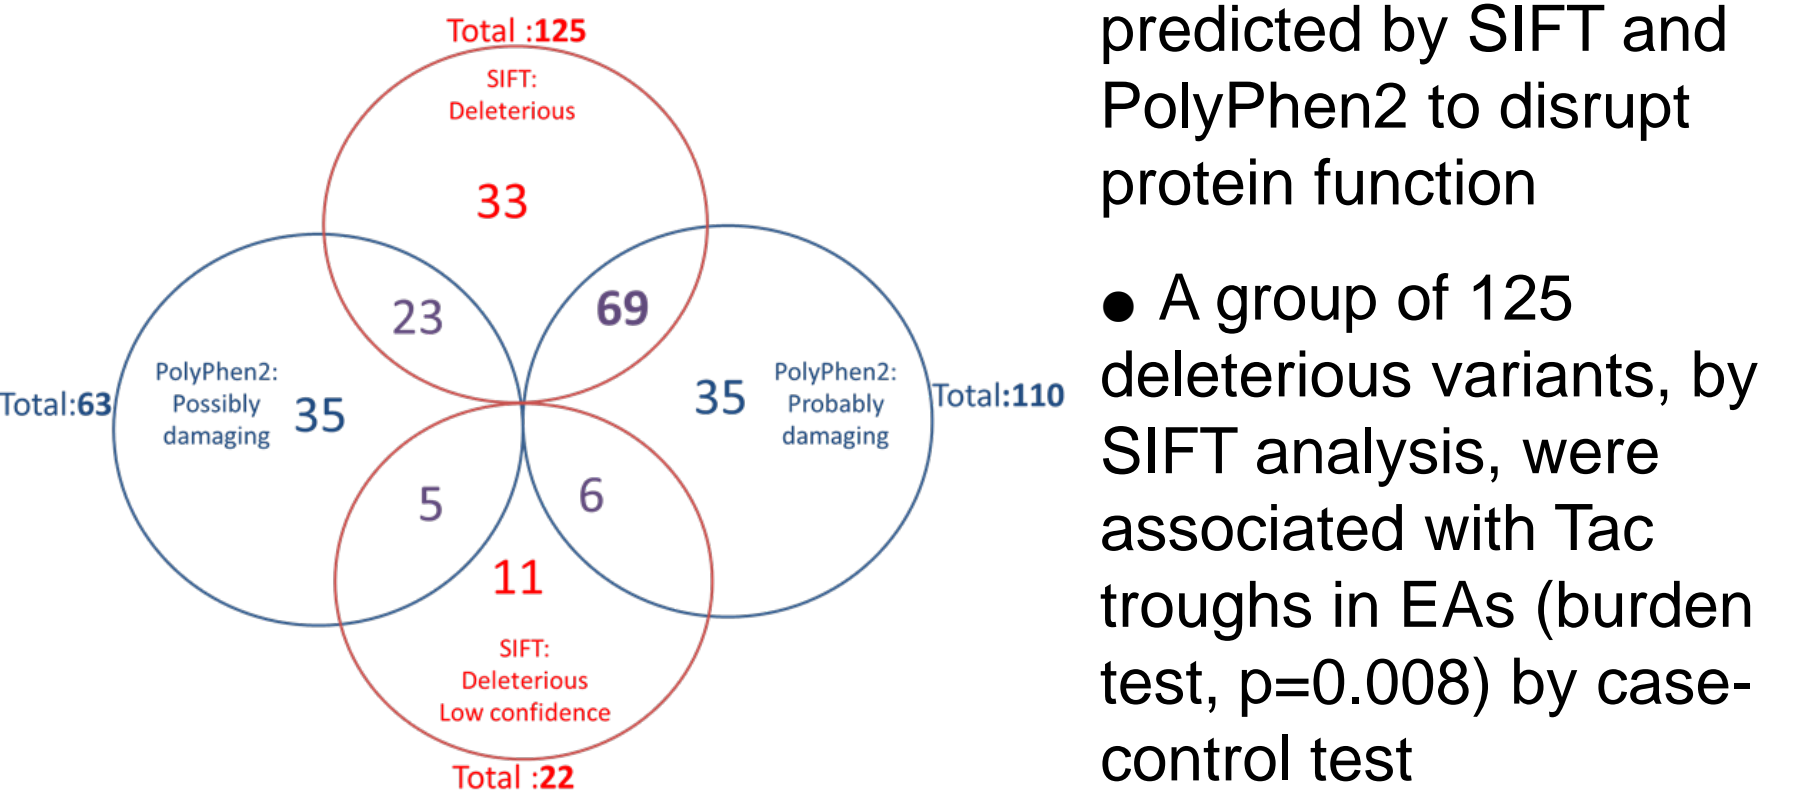 Total :125
SIFT:
Deleterious
33
23
69
PolyPhen2:
Possibly
damaging
35
Total:63
35
PolyPhen2:
Probably
damaging
Total:110
5
6
11
SIFT:
Deleterious
Low confidence
Total :22
predicted by SIFT and
PolyPhen2 to disrupt
protein function
● A group of 125
deleterious variants, by
SIFT analysis, were
associated with Tac
troughs in EAs (burden
test, p=0.008) by case-
control test